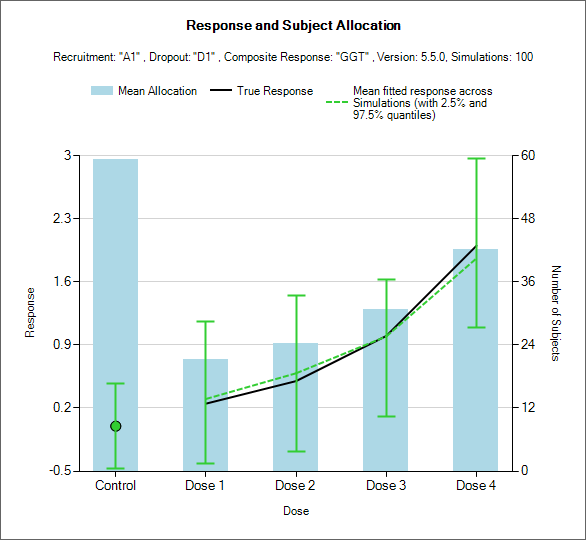 Response and Subject Allocation
Recruitment: "A1" , Dropout: "D1" , Composite Response: "GGT" , Version: 5.5.0, Simulations: 100
Mean Allocation
True Response
Mean fitted response across
Simulations (with 2.5% and
97.5% quantiles)
3
2.3
1.6
0.9
0.2
-0.5
Response
60
48
36
24
12
0
Number of Subjects
Control
Dose 1
Dose 2
Dose 3
Dose 4
Dose